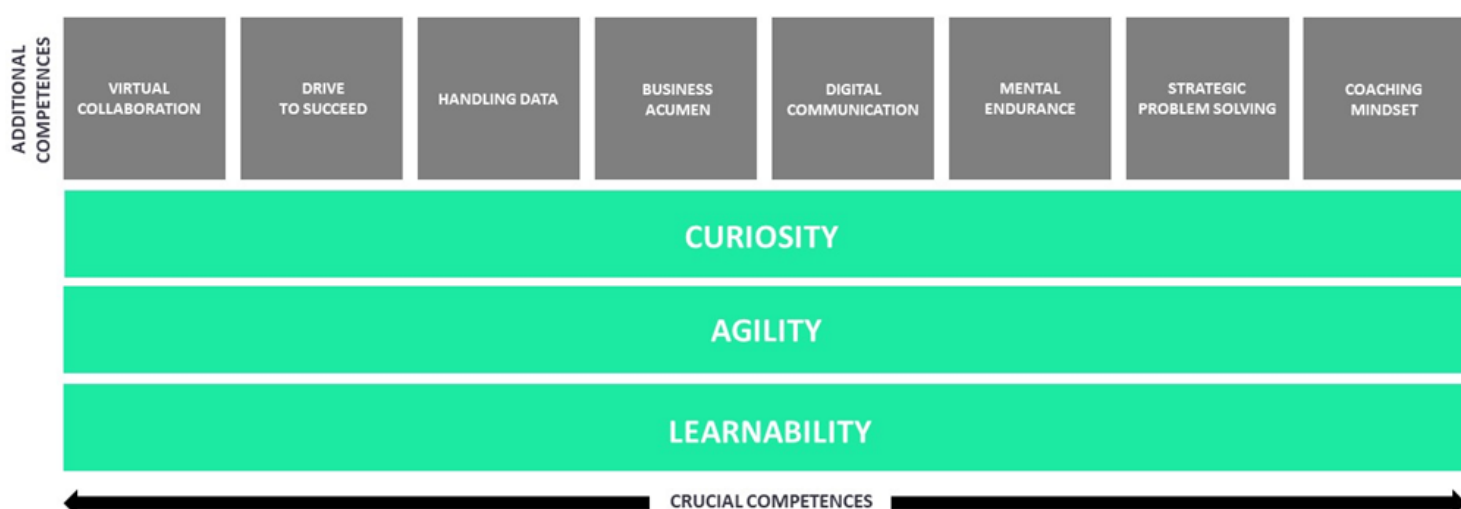 ADDITIONAL
COMPETENCES
VIRTUAL
COLLABORATION
DRIVE
TO SUCCEED
HANDLING DATA
BUSINESS
ACUMEN
DIGITAL
COMMUNICATION
MENTAL
ENDURANCE
STRATEGIC
PROBLEM SOLVING
COACHING
MINDSET
CURIOSITY
AGILITY
LEARNABILITY
CRUCIAL COMPETENCES